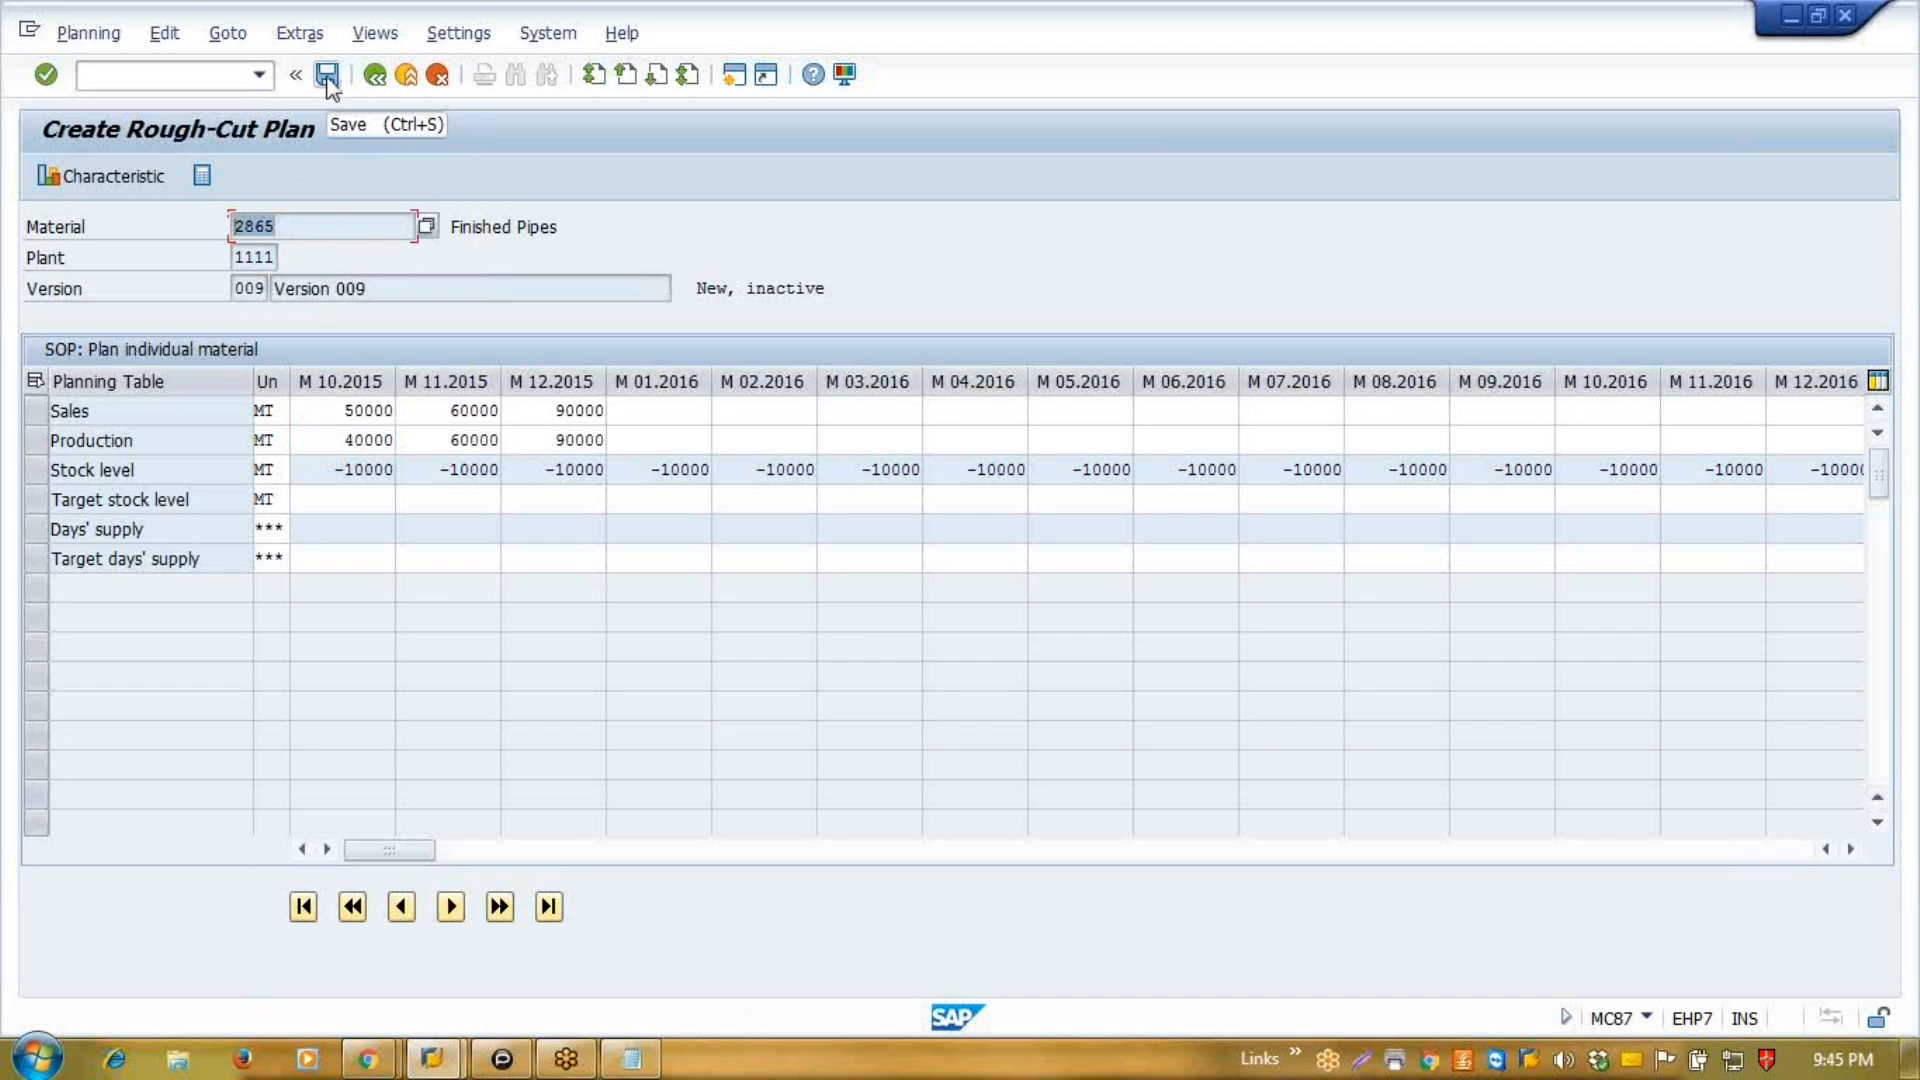 Planning Edit Goto Extras Views Settings System Help
Create Rough-Cut Plan
Save (Ctrl+S)
Characteristic
Material 2865 Finished Pipes
Plant 1111
Version 009 Version 009 New, inactive
SOP: Plan individual material
Planning Table Un M 10.2015 M 11.2015 M 12.2015 M 01.2016 M 02.2016 M 03.2016 M 04.2016 M 05.2016 M 06.2016 M 07.2016 M 08.2016 M 09.2016 M 10.2016 M 11.2016 M 12.2016
Sales MT 50000 60000 90000
Production MT 40000 60000 90000
Stock level MT -10000 -10000 -10000 -10000 -10000 -10000 -10000 -10000 -10000 -10000 -10000 -10000 -10000 -10000 -10000
Target stock level MT
Days' supply ***
Target days' supply ***
SAP
MC87 EHP7 INS
Links » 9:45 PM